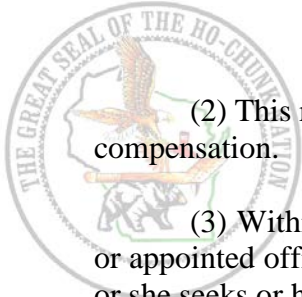 THE GREAT SEAL OF THE HO-CHUNK NATION
(2) This
compensation.
(3) With
or appointed off
or she seeks or h